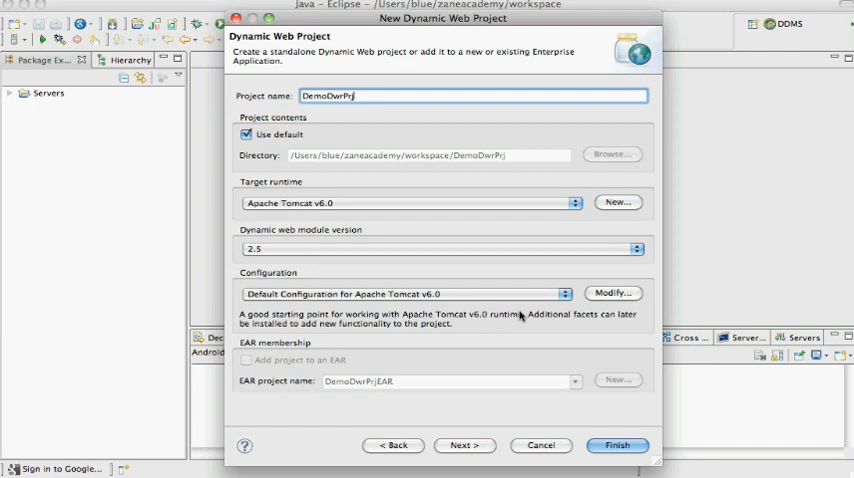 Java - Eclipse - /Users/blue/zaneacademy/workspace
New Dynamic Web Project
DDMS
Dynamic Web Project
Create a standalone Dynamic Web project or add it to a new or existing Enterprise
Application.
Package Ex...
Hierarchy
Servers
Project name: DemoDwrPrj
Project contents
Use default
Directory: /Users/blue/zaneacademy/workspace/DemoDwrPrj Browse...
Target runtime
Apache Tomcat v6.0 New...
Dynamic web module version
2.5
Configuration
Default Configuration for Apache Tomcat v6.0 Modify...
A good starting point for working with Apache Tomcat v6.0 runtime. Additional facets can later
be installed to add new functionality to the project.
Dec
Cross ...
Server...
Servers
Android
EAR membership
Add project to an EAR
EAR project name: DemoDwrPrjEAR New...
? < Back Next > Cancel Finish
Sign in to Google...